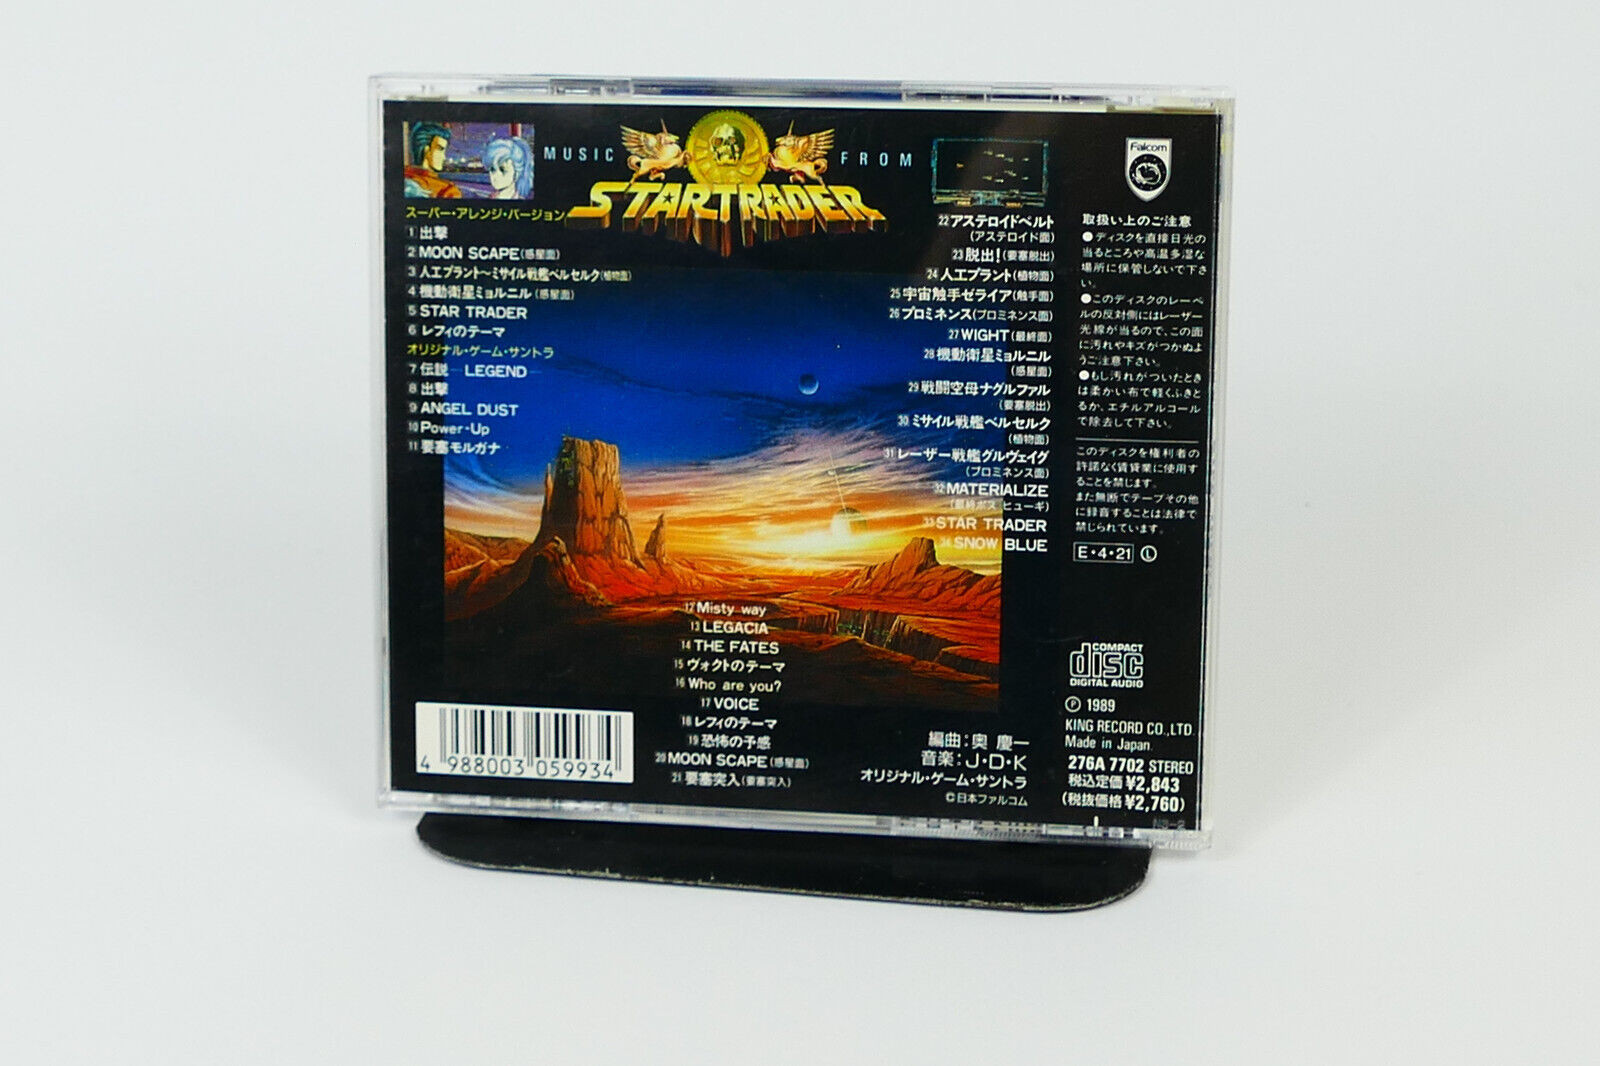 MUSIC
FROM
STARTRADER
Falcom
スーパー・アレンジ・バージョン
1 出撃
2 MOON SCAPE(惑星面)
3 人工プラント〜ミサイル戦艦ベルセルク(植物面)
4 機動衛星ミョルニル(惑星面)
5 STAR TRADER
6 レフィのテーマ
オリジナル・ゲーム・サントラ
7 伝説 ―LEGEND―
8 出撃
9 ANGEL DUST
10 Power-Up
11 要塞モルガナ
12 Misty way
13 LEGACIA
14 THE FATES
15 ヴォクトのテーマ
16 Who are you?
17 VOICE
18 レフィのテーマ
19 恐怖の予感
20 MOON SCAPE(惑星面)
21 要塞突入(要塞突入)
22 アステロイドベルト
(アステロイド面)
23 脱出!(要塞脱出)
24 人工プラント(植物面)
25 宇宙触手ゼライア(触手面)
26 プロミネンス(プロミネンス面)
27 WIGHT(最終面)
28 機動衛星ミョルニル
(惑星面)
29 戦闘空母ナグルファル
(要塞脱出)
30 ミサイル戦艦ベルセルク
(植物面)
31 レーザー戦艦グルヴェイグ
(プロミネンス面)
32 MATERIALIZE
(最終ボス ヒューギ)
33 STAR TRADER
34 SNOW BLUE
取扱い上のご注意
●ディスクを直接日光の
当るところや高温多湿な
場所に保管しないで下さ
い。
●このディスクのレーベ
ルの反対側にはレーザー
光線が当るので、この面
に汚れやキズがつかぬよ
うご注意下さい。
●もし汚れがついたとき
は柔かい布で軽くふきと
るか、エチルアルコール
で除去して下さい。
このディスクを権利者の
許諾なく賃貸業に使用す
ることを禁じます。
また無断でテープその他
に録音することは法律で
禁じられています。
E・4・21 Ⓛ
COMPACT
disc
DIGITAL AUDIO
Ⓟ 1989
KING RECORD CO.,LTD.
Made in Japan.
276A 7702 STEREO
税込定価¥2,843
(税抜価格¥2,760)
編曲:奥 慶一
音楽:J・D・K
オリジナル・ゲーム・サントラ
©日本ファルコム
4 988003 059934